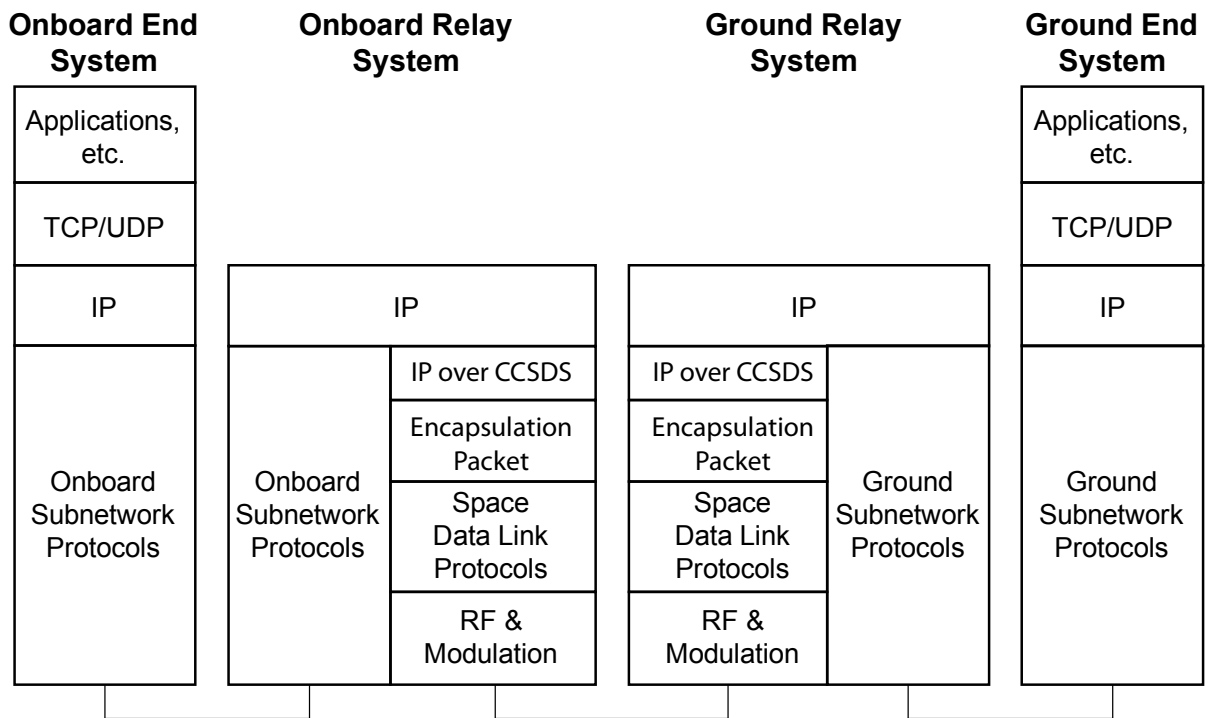 Onboard End
System
Onboard Relay
System
Ground Relay
System
Ground End
System
Applications,
etc.
TCP/UDP
IP
Onboard
Subnetwork
Protocols
IP
Onboard
Subnetwork
Protocols
IP over CCSDS
Encapsulation
Packet
Space
Data Link
Protocols
RF &
Modulation
IP
IP over CCSDS
Encapsulation
Packet
Space
Data Link
Protocols
RF &
Modulation
Ground
Subnetwork
Protocols
Applications,
etc.
TCP/UDP
IP
Ground
Subnetwork
Protocols